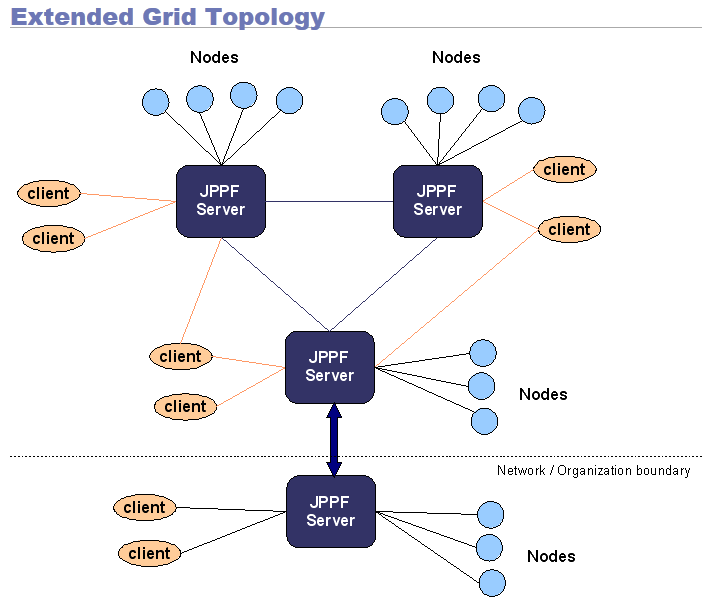 Extended Grid Topology
Nodes
Nodes
client
JPPF
Server
JPPF
Server
client
client
client
client
JPPF
Server
client
Nodes
Network / Organization boundary
client
JPPF
Server
client
Nodes